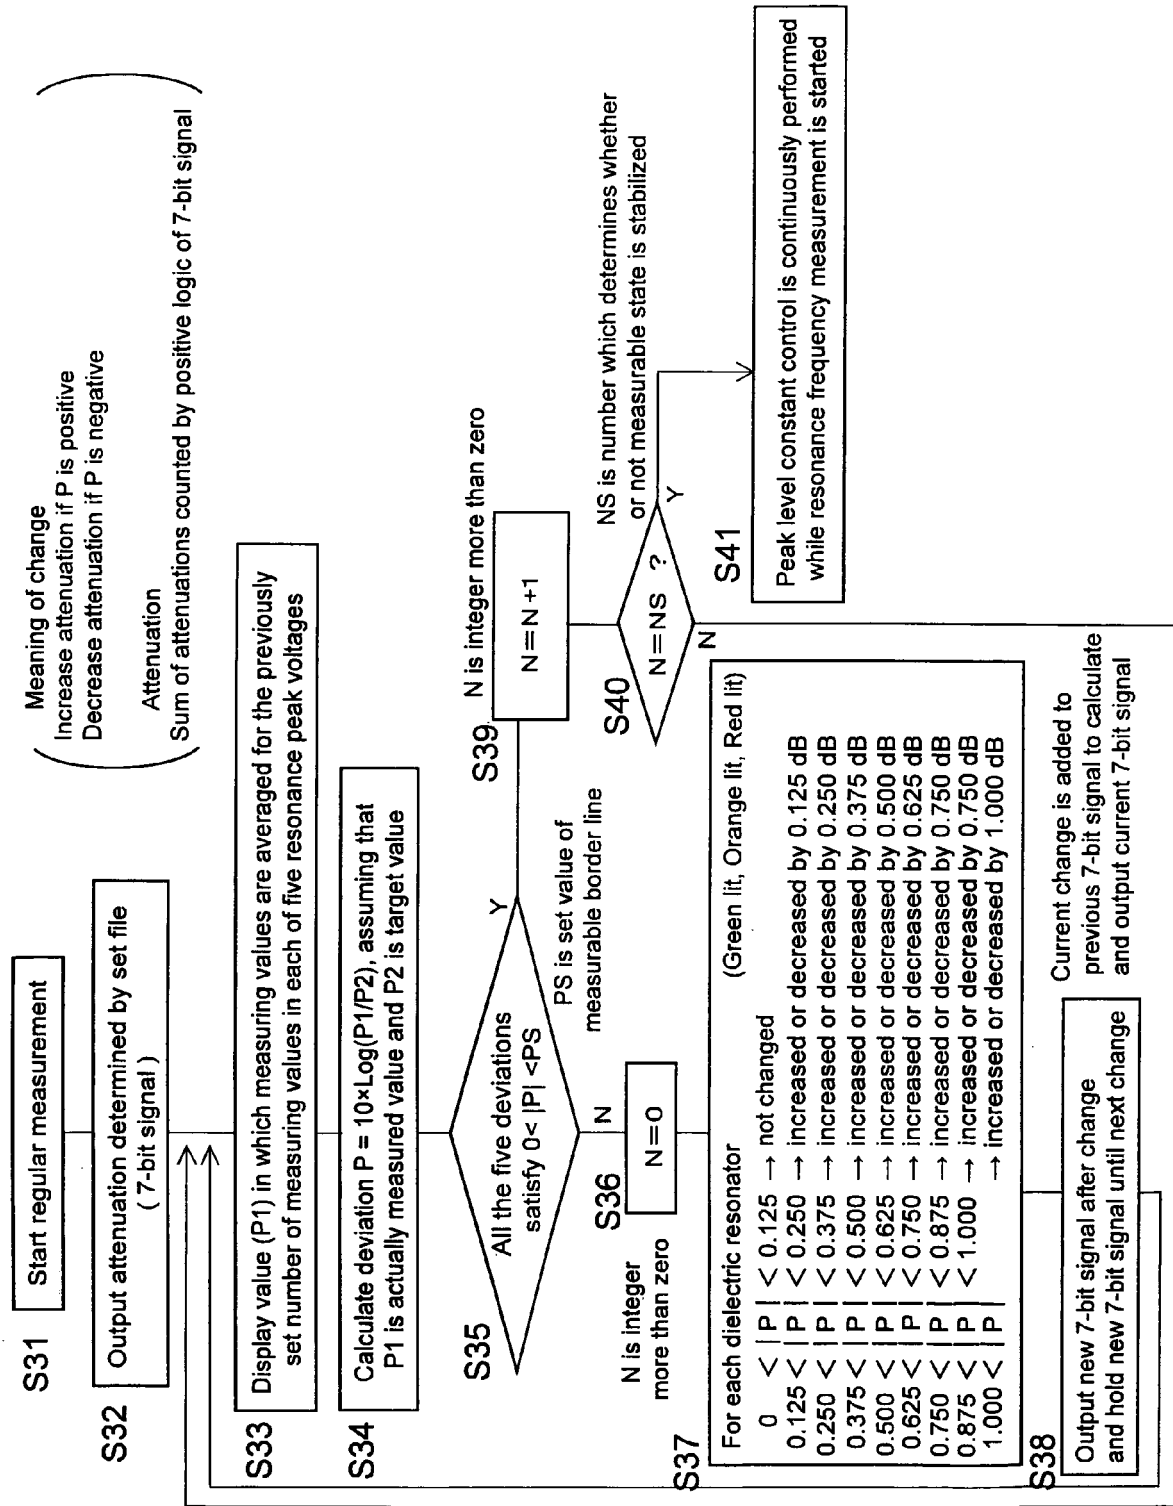 S31
Start regular measurement
S32
Output attenuation determined by set file
( 7-bit signal )
Meaning of change
Increase attenuation if P is positive
Decrease attenuation if P is negative
Attenuation
Sum of attenuations counted by positive logic of 7-bit signal
S33
Display value (P1) in which measuring values are averaged for the previously
set number of measuring values in each of five resonance peak voltages
S34
Calculate deviation P = 10×Log(P1/P2), assuming that
P1 is actually measured value and P2 is target value
S35
All the five deviations
satisfy 0< |P| <PS
Y
N
PS is set value of
measurable border line
S36
N=0
N is integer
more than zero
S39
N=N+1
N is integer more than zero
S40
N=NS ?
Y
N
NS is number which determines whether
or not measurable state is stabilized
S41
Peak level constant control is continuously performed
while resonance frequency measurement is started
S37
For each dielectric resonator (Green lit, Orange lit, Red lit)
0 < |P| < 0.125 → not changed
0.125 < |P| < 0.250 → increased or decreased by 0.125 dB
0.250 < |P| < 0.375 → increased or decreased by 0.250 dB
0.375 < |P| < 0.500 → increased or decreased by 0.375 dB
0.500 < |P| < 0.625 → increased or decreased by 0.500 dB
0.625 < |P| < 0.750 → increased or decreased by 0.625 dB
0.750 < |P| < 0.875 → increased or decreased by 0.750 dB
0.875 < |P| < 1.000 → increased or decreased by 0.750 dB
1.000 < |P| → increased or decreased by 1.000 dB
S38
Output new 7-bit signal after change
and hold new 7-bit signal until next change
Current change is added to
previous 7-bit signal to calculate
and output current 7-bit signal